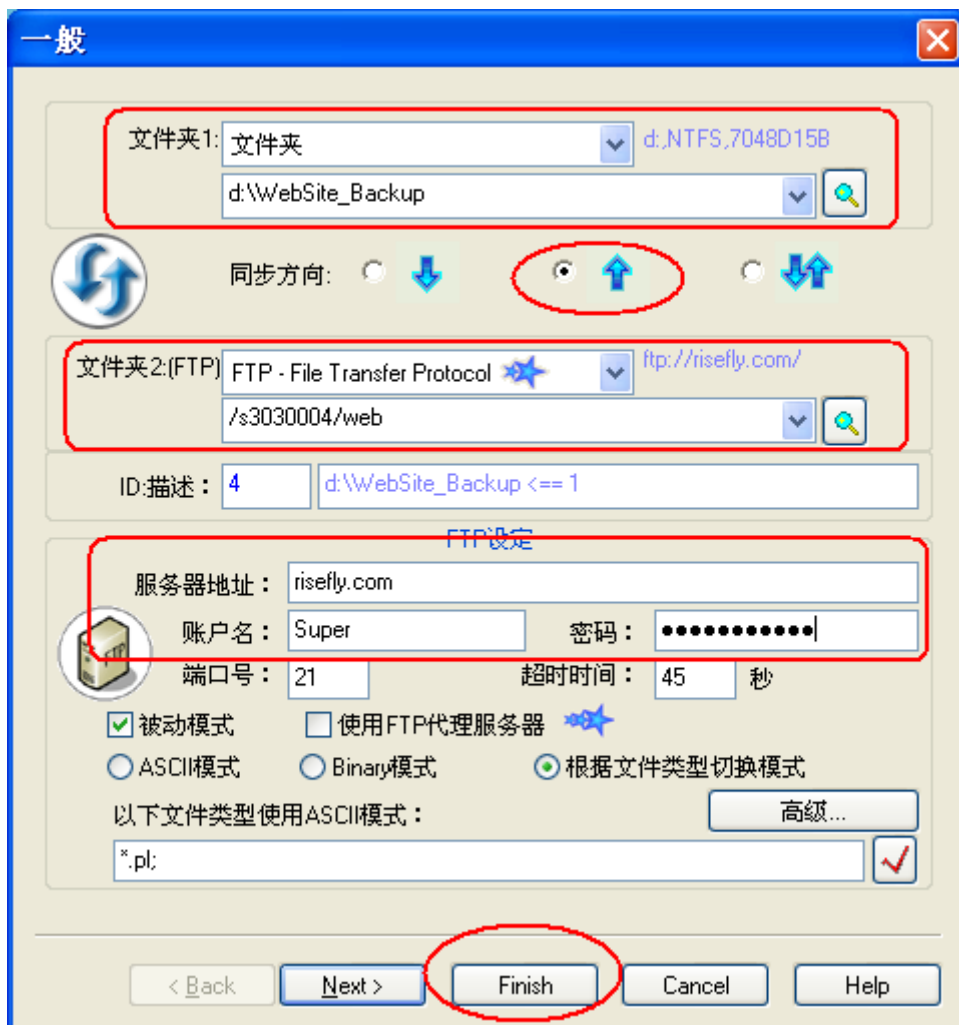 一般
文件夹1: 文件夹 d:,NTFS,7048D15B
d:\WebSite_Backup
同步方向:
文件夹2:(FTP) FTP - File Transfer Protocol ftp://risefly.com/
/s3030004/web
ID:描述： 4 d:\WebSite_Backup <== 1
FTP设定
服务器地址： risefly.com
账户名： Super 密码： ●●●●●●●●●●●
端口号： 21 超时时间： 45 秒
被动模式 使用FTP代理服务器
ASCII模式 Binary模式 根据文件类型切换模式
以下文件类型使用ASCII模式： 高级...
*.pl;
< Back Next > Finish Cancel Help